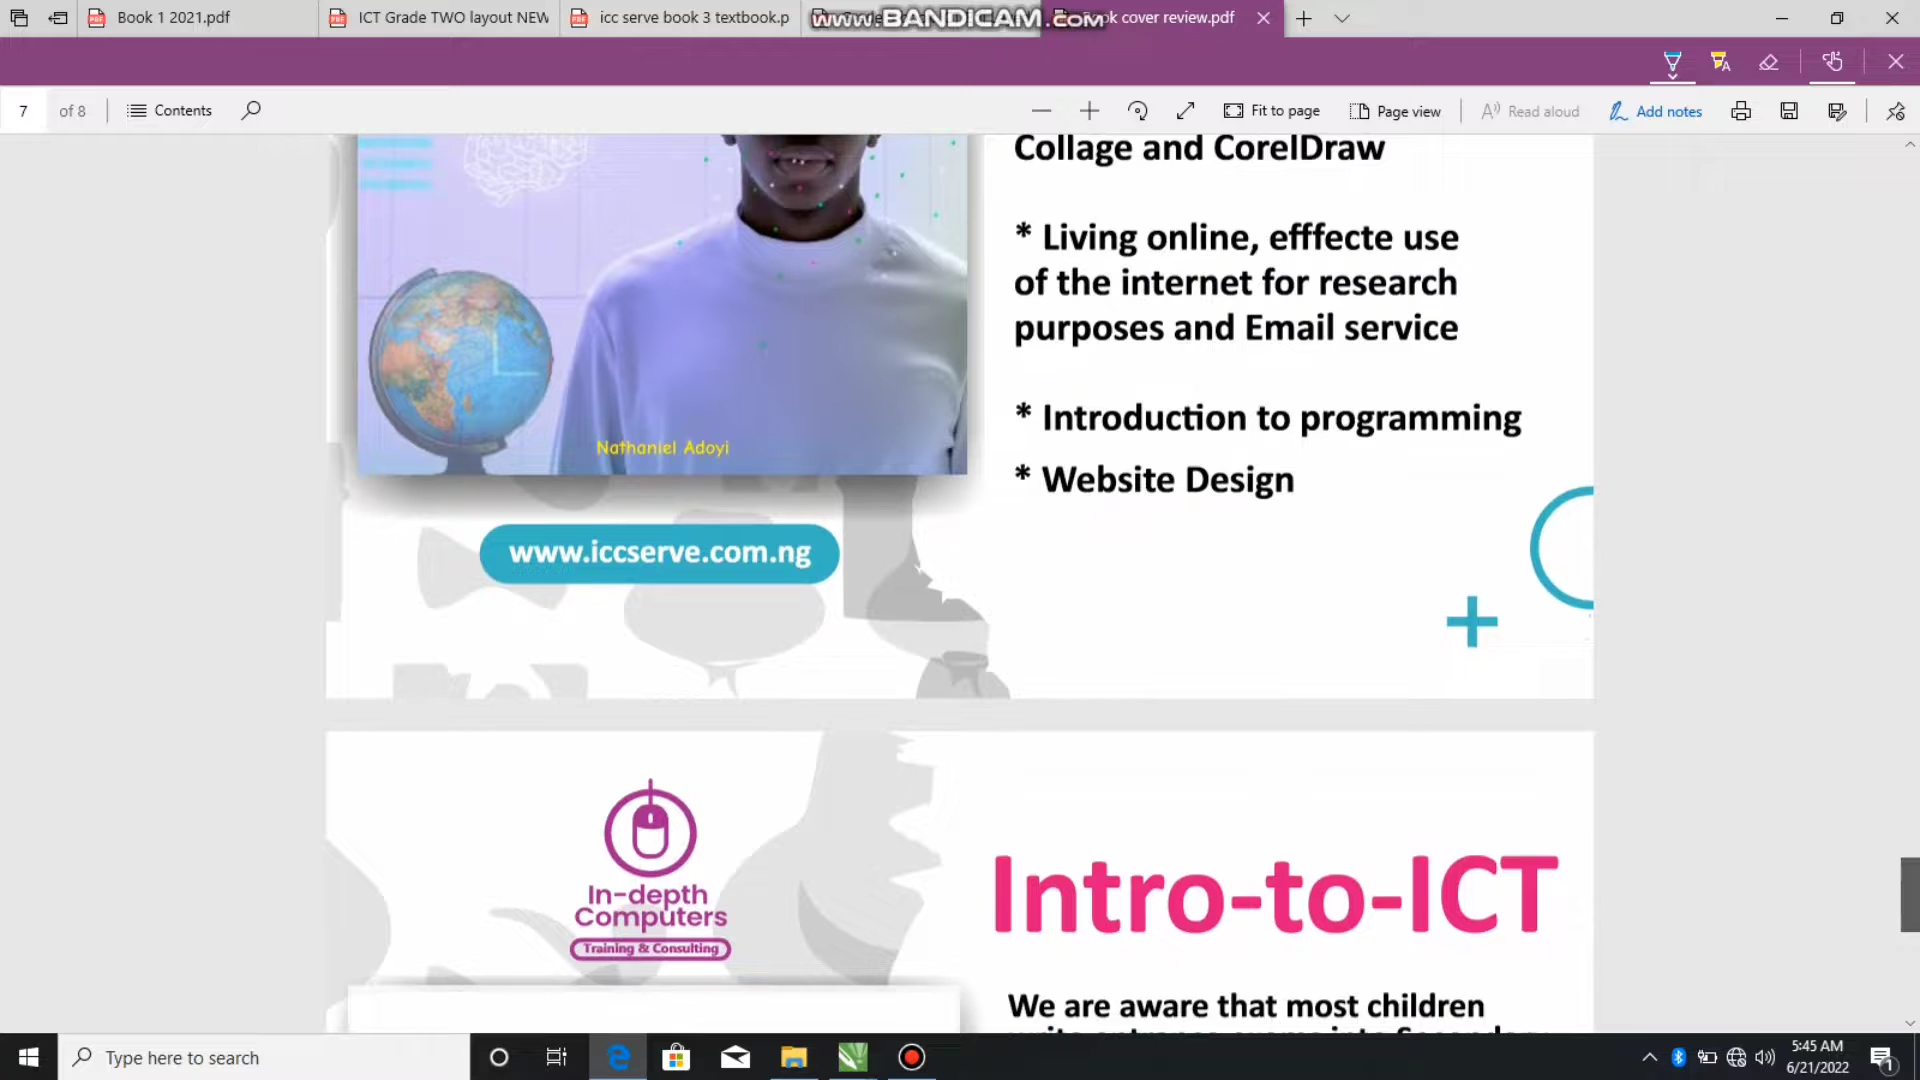 Book 1 2021.pdf
ICT Grade TWO layout NEW
icc serve book 3 textbook.p
www.BANDICAM.com
ok cover review.pdf
7 of 8
Contents
Fit to page
Page view
Read aloud
Add notes
Collage and CorelDraw
* Living online, efffecte use
of the internet for research
purposes and Email service
* Introduction to programming
* Website Design
Nathaniel Adoyi
www.iccserve.com.ng
In-depth
Computers
Training & Consulting
Intro-to-ICT
We are aware that most children
Type here to search
5:45 AM
6/21/2022
1